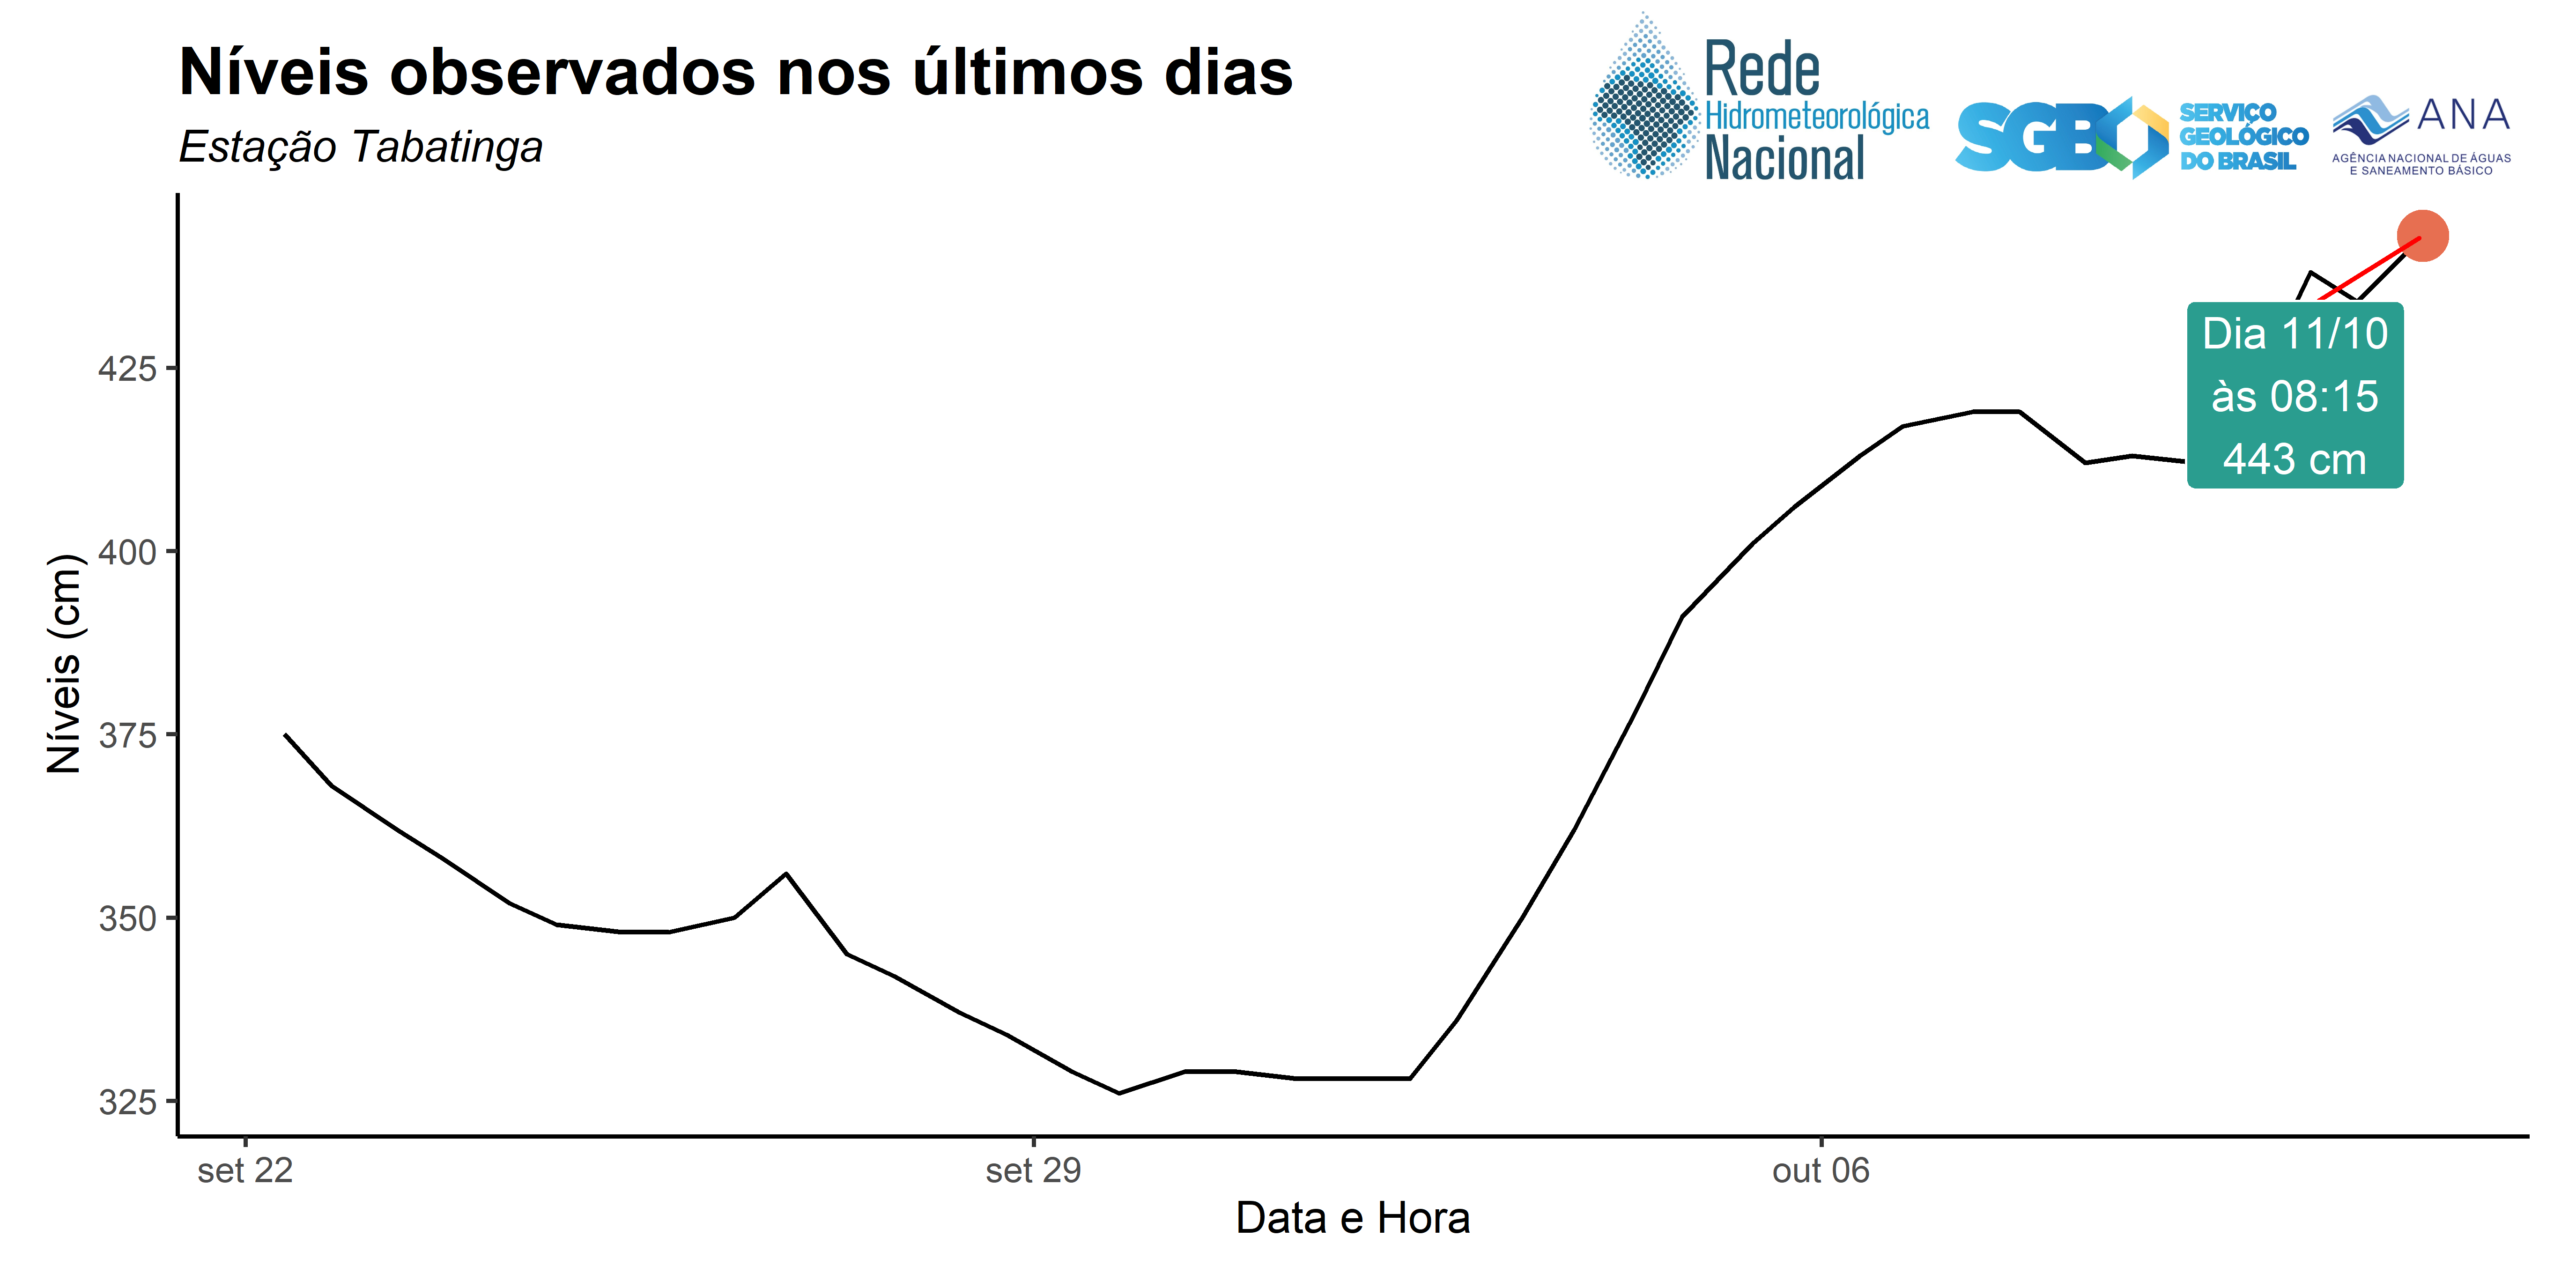 Níveis observados nos últimos dias
Estação Tabatinga
Rede
Hidrometeorológica
Nacional
SGB
SERVIÇO
GEOLÓGICO
DO BRASIL
ANA
AGÊNCIA NACIONAL DE ÁGUAS
E SANEAMENTO BÁSICO
Dia 11/10
às 08:15
443 cm
Níveis (cm)
425
400
375
350
325
set 22
set 29
out 06
Data e Hora